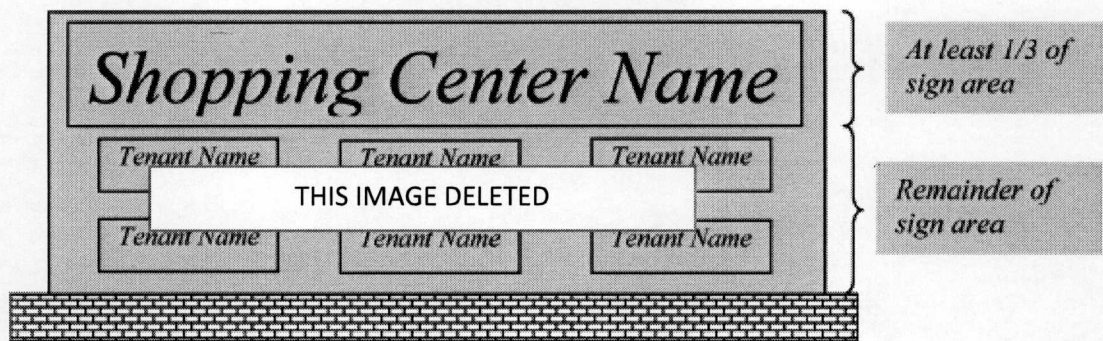 Shopping Center Name
At least 1/3 of
sign area
Tenant Name Tenant Name Tenant Name
THIS IMAGE DELETED
Tenant Name Tenant Name Tenant Name
Remainder of
sign area